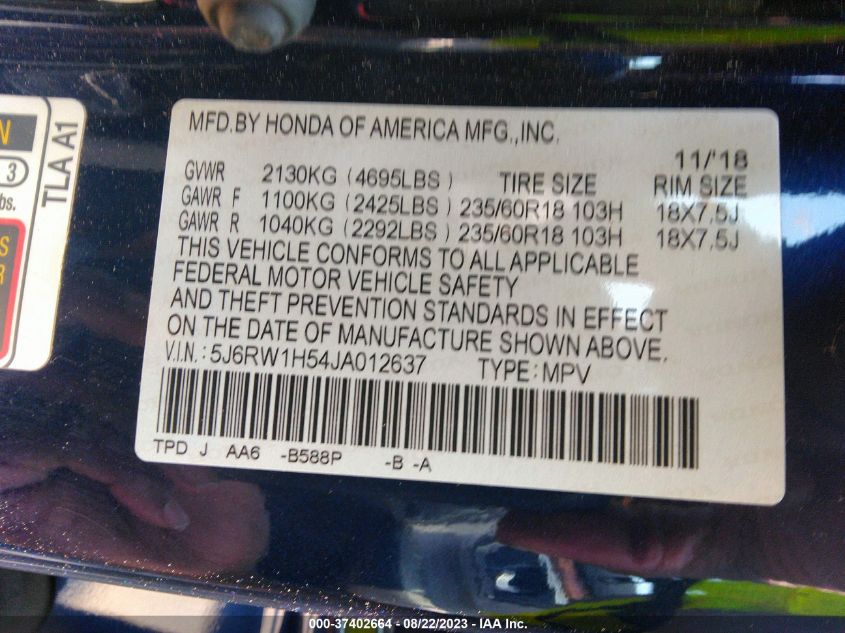 N
3
bs.
S
R
TLA A1
MFD.BY HONDA OF AMERICA MFG.,INC.
11/'18
GVWR 2130KG (4695LBS) TIRE SIZE RIM SIZE
GAWR F 1100KG (2425LBS) 235/60R18 103H 18X7.5J
GAWR R 1040KG (2292LBS) 235/60R18 103H 18X7.5J
THIS VEHICLE CONFORMS TO ALL APPLICABLE
FEDERAL MOTOR VEHICLE SAFETY
AND THEFT PREVENTION STANDARDS IN EFFECT
ON THE DATE OF MANUFACTURE SHOWN ABOVE.
V.I.N.: 5J6RW1H54JA012637 TYPE: MPV
TPD J AA6 -B588P -B -A
000-37402664 - 08/22/2023 - IAA Inc.